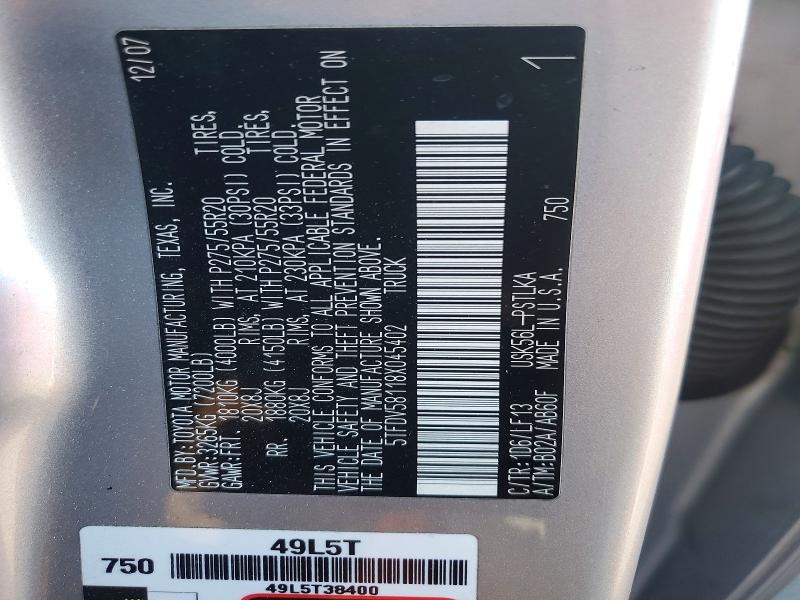 MFD.BY:TOYOTA MOTOR MANUFACTURING, TEXAS, INC. 12/07
GVWR:3265KG(7200LB)
GAWR:FRT 1810KG (4000LB) WITH P275/55R20 TIRES,
20X8J RIMS, AT 210KPA (30PSI) COLD.
RR. 1880KG (4150LB) WITH P275/55R20 TIRES,
20X8J RIMS, AT 230KPA (33PSI) COLD.
THIS VEHICLE CONFORMS TO ALL APPLICABLE FEDERAL MOTOR
VEHICLE SAFETY AND THEFT PREVENTION STANDARDS IN EFFECT ON
THE DATE OF MANUFACTURE SHOWN ABOVE.
5TFDV58118X045402 TRUCK
C/TR:1D6/LF13 USK56L-PSTLKA 750
A/TM:B02A/AB60F MADE IN U.S.A. 1
49L5T
750
49L5T38400